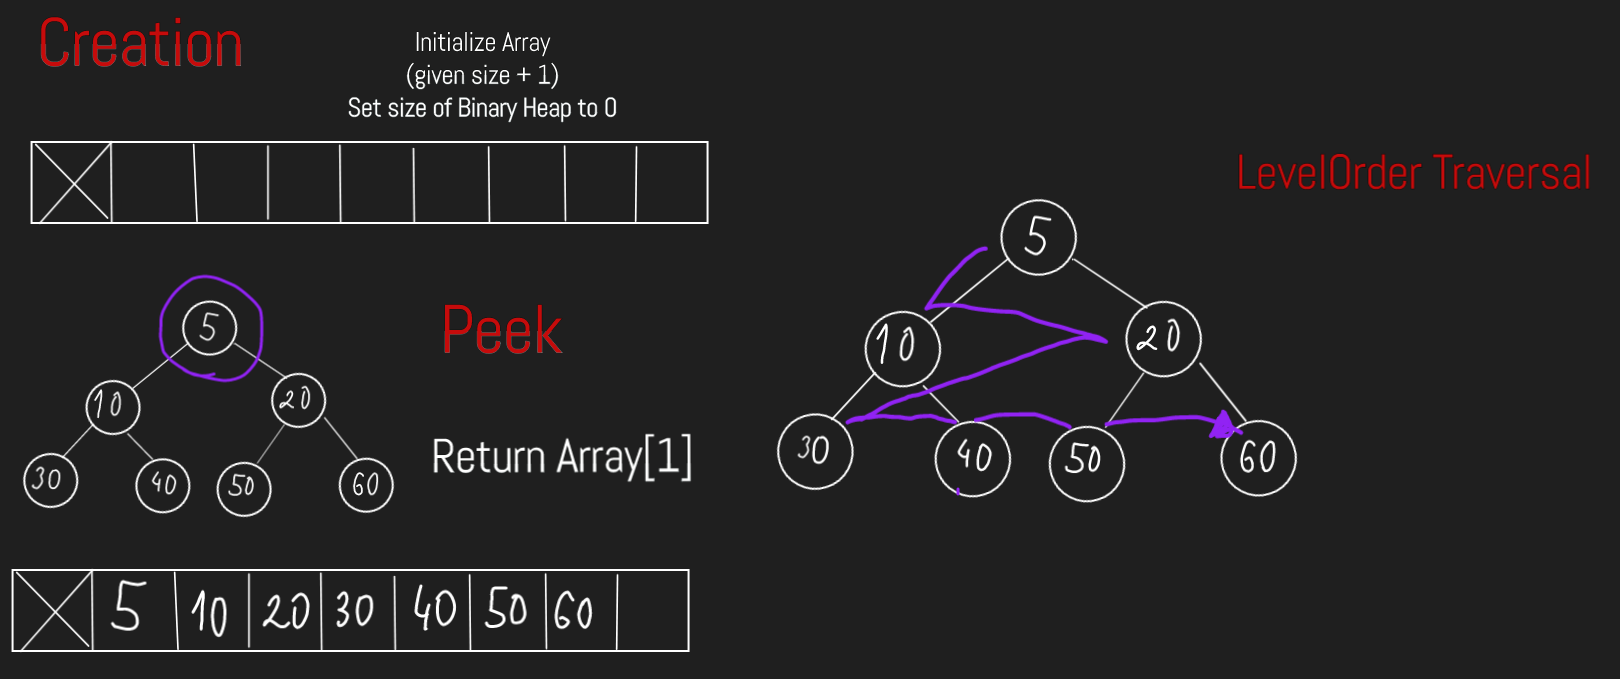 Creation
Initialize Array
(given size + 1)
Set size of Binary Heap to 0
5
10
20
30
40
50
60
Peek
Return Array[1]
5 10 20 30 40 50 60
LevelOrder Traversal
5
10
20
30
40
50
60